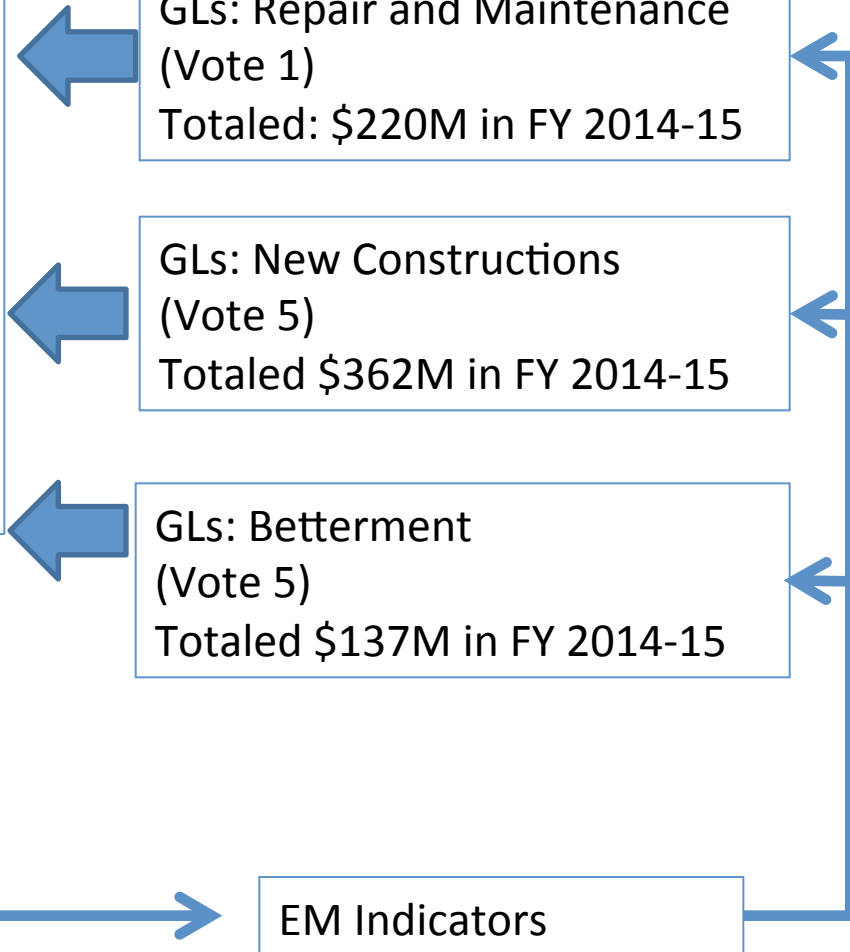 GLs: Repair and Maintenance
(Vote 1)
Totaled: $220M in FY 2014-15
GLs: New Constructions
(Vote 5)
Totaled $362M in FY 2014-15
GLs: Betterment
(Vote 5)
Totaled $137M in FY 2014-15
EM Indicators